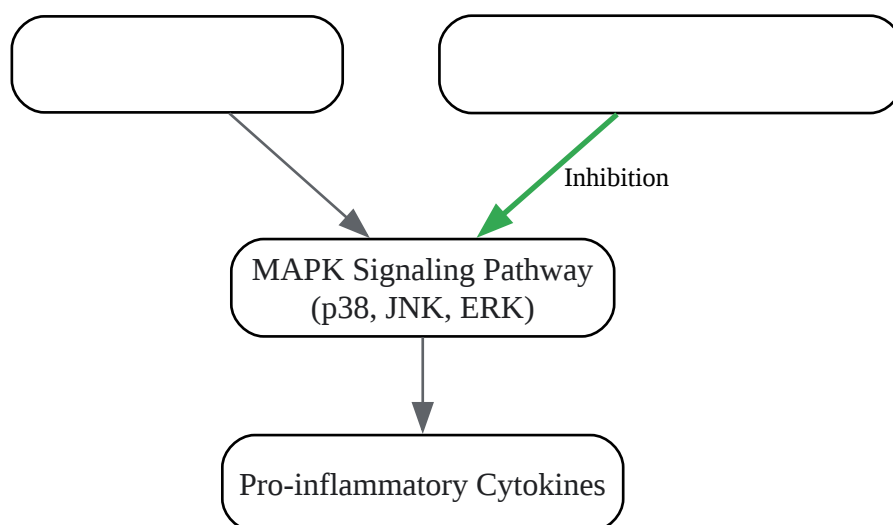 Inhibition
MAPK Signaling Pathway
(p38, JNK, ERK)
Pro-inflammatory Cytokines